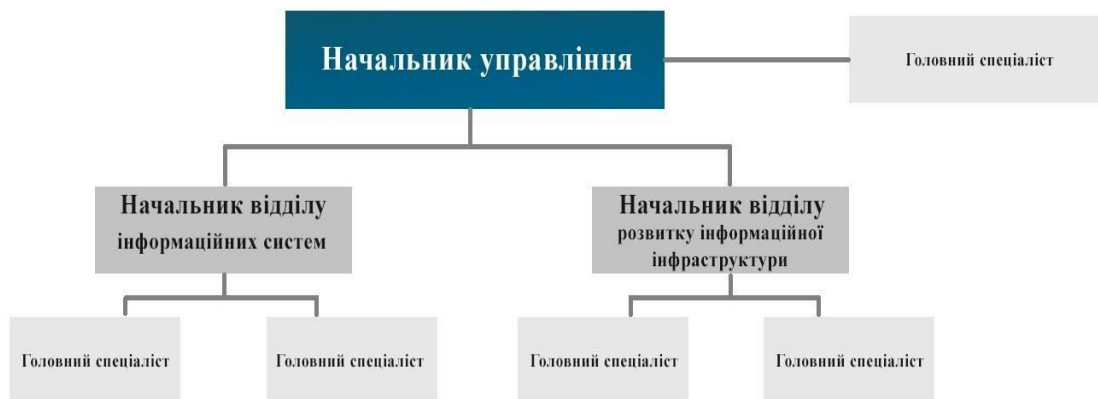 Начальник управління
Головний спеціаліст
Начальник відділу
інформаційних систем
Начальник відділу
розвитку інформаційної
інфраструктури
Головний спеціаліст
Головний спеціаліст
Головний спеціаліст
Головний спеціаліст